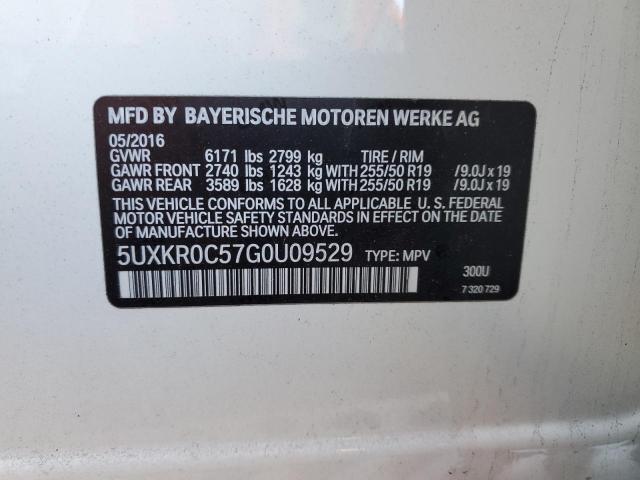 MFD BY BAYERISCHE MOTOREN WERKE AG
05/2016
GVWR 6171 lbs 2799 kg TIRE / RIM
GAWR FRONT 2740 lbs 1243 kg WITH 255/50 R19 /9.0J x 19
GAWR REAR 3589 lbs 1628 kg WITH 255/50 R19 /9.0J x 19
THIS VEHICLE CONFORMS TO ALL APPLICABLE U. S. FEDERAL
MOTOR VEHICLE SAFETY STANDARDS IN EFFECT ON THE DATE
OF MANUFACTURE SHOWN ABOVE.
5UXKR0C57G0U09529 TYPE: MPV
300U
7 320 729